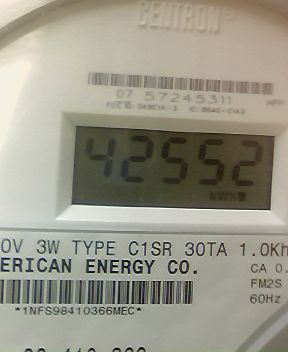 CENTRON®
07 57245311
42552
kWh
0V 3W TYPE C1SR 30TA 1.0Kh
ERICAN ENERGY CO.
CA 0.
FM2S
60Hz
*1NFS98410366MEC*